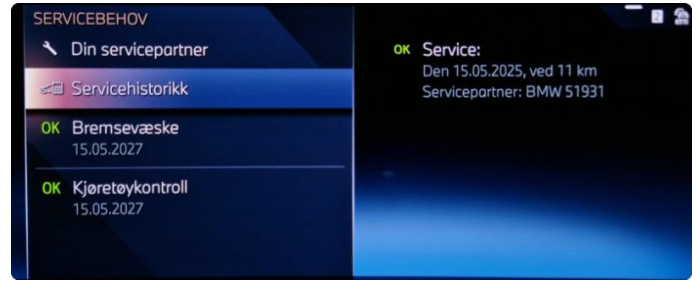 SERVICEBEHOV
Din servicepartner
Servicehistorikk
OK Bremsevæske
15.05.2027
OK Kjøretøykontroll
15.05.2027
OK Service:
Den 15.05.2025, ved 11 km
Servicepartner: BMW 51931